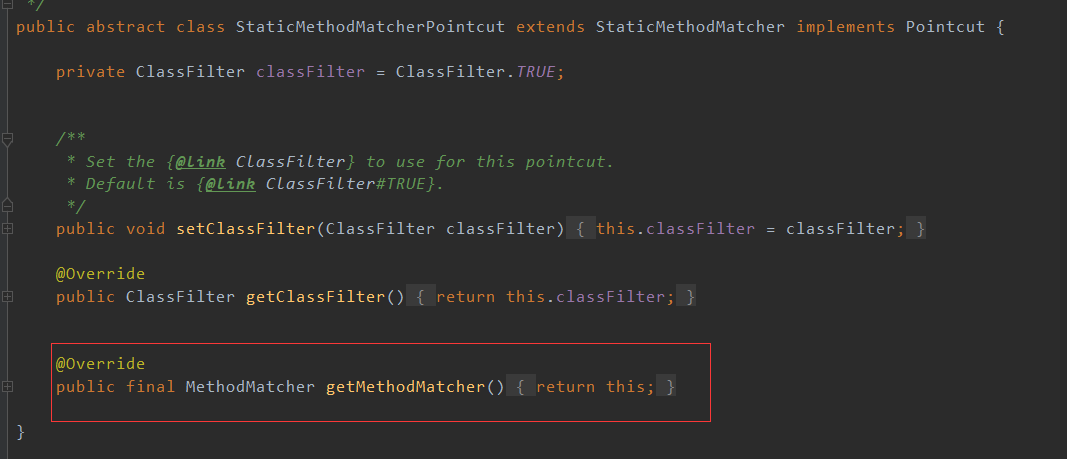 */
public abstract class StaticMethodMatcherPointcut extends StaticMethodMatcher implements Pointcut {
private ClassFilter classFilter = ClassFilter.TRUE;
/**
* Set the {@link ClassFilter} to use for this pointcut.
* Default is {@link ClassFilter#TRUE}.
*/
public void setClassFilter(ClassFilter classFilter) { this.classFilter = classFilter; }
@Override
public ClassFilter getClassFilter() { return this.classFilter; }
@Override
public final MethodMatcher getMethodMatcher() { return this; }
}